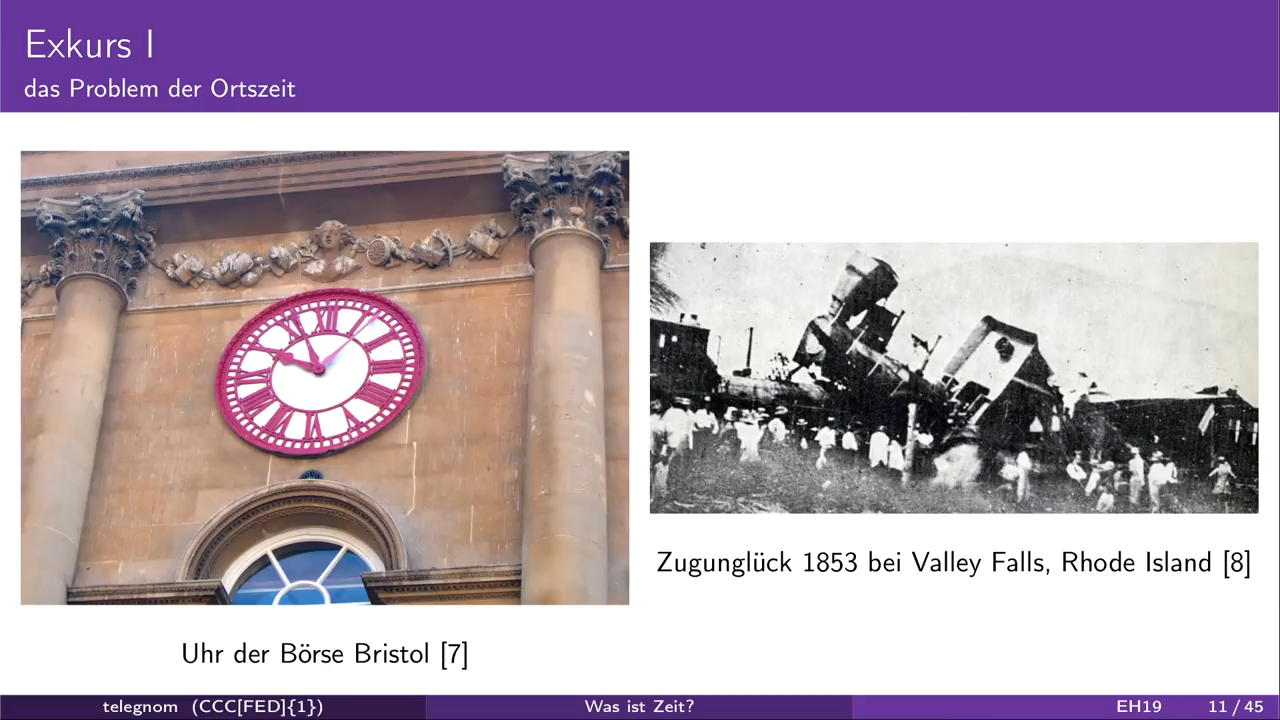 Exkurs I
das Problem der Ortszeit
XII
Uhr der Börse Bristol [7]
Zugunglück 1853 bei Valley Falls, Rhode Island [8]
telegnom (CCC[FED]{1})
Was ist Zeit?
EH19
11 / 45